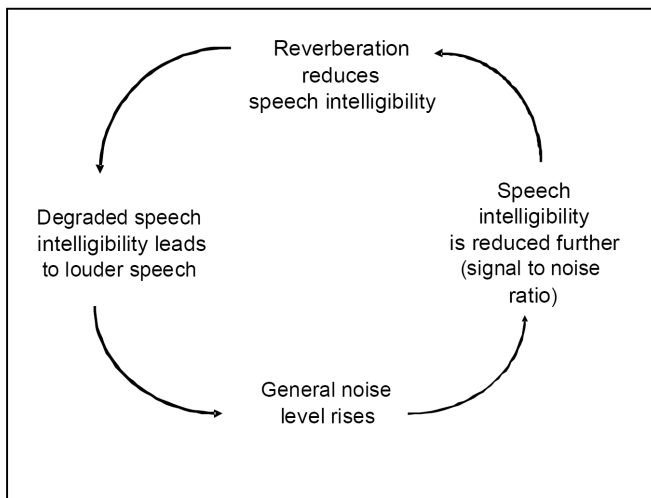 Reverberation
reduces
speech intelligibility
Degraded speech
intelligibility leads
to louder speech
General noise
level rises
Speech
intelligibility
is reduced further
(signal to noise
ratio)